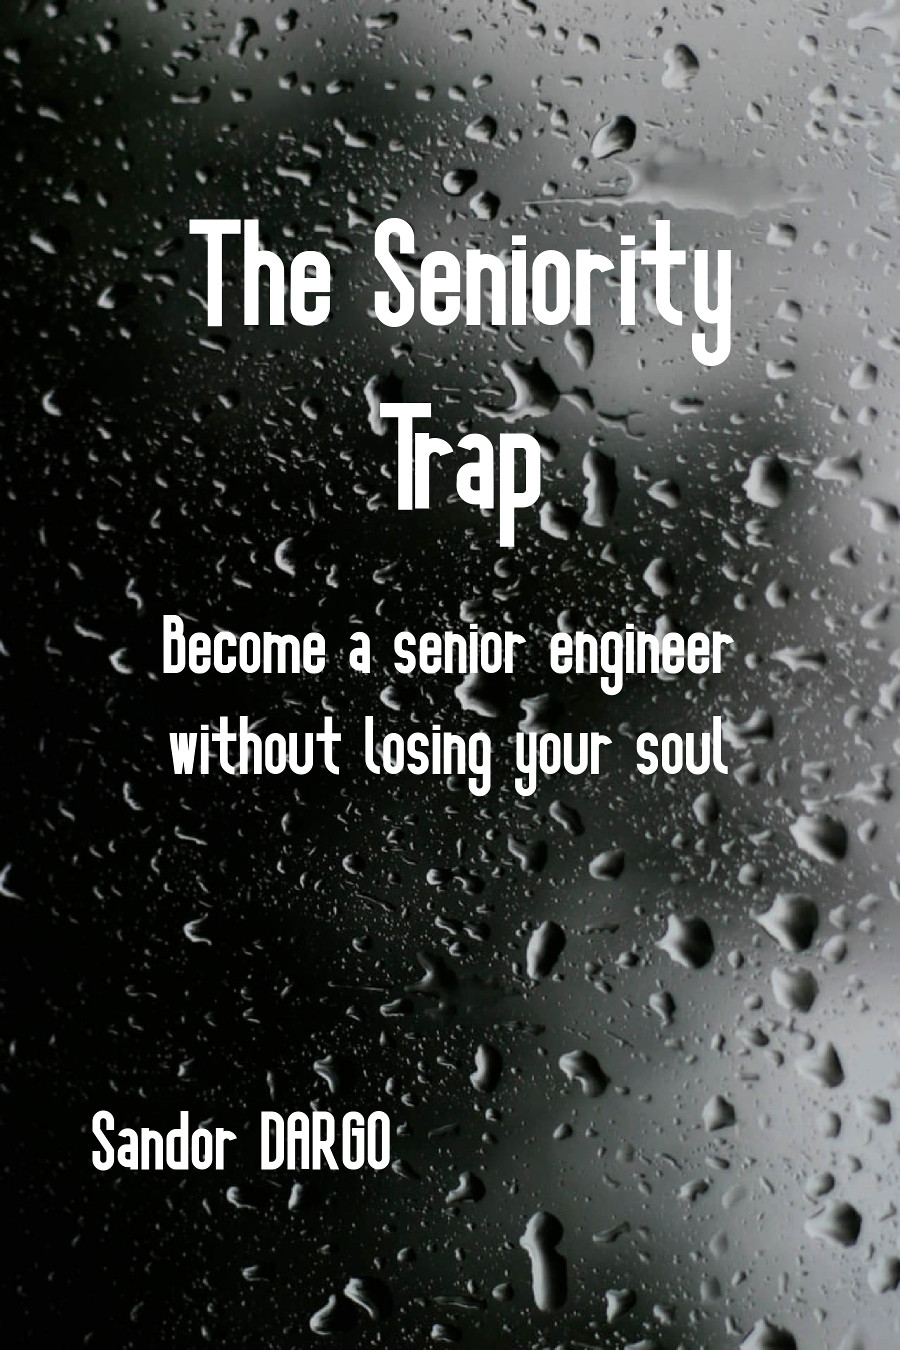 The Seniority
Trap
Become a senior engineer
without losing your soul
Sandor DARGO